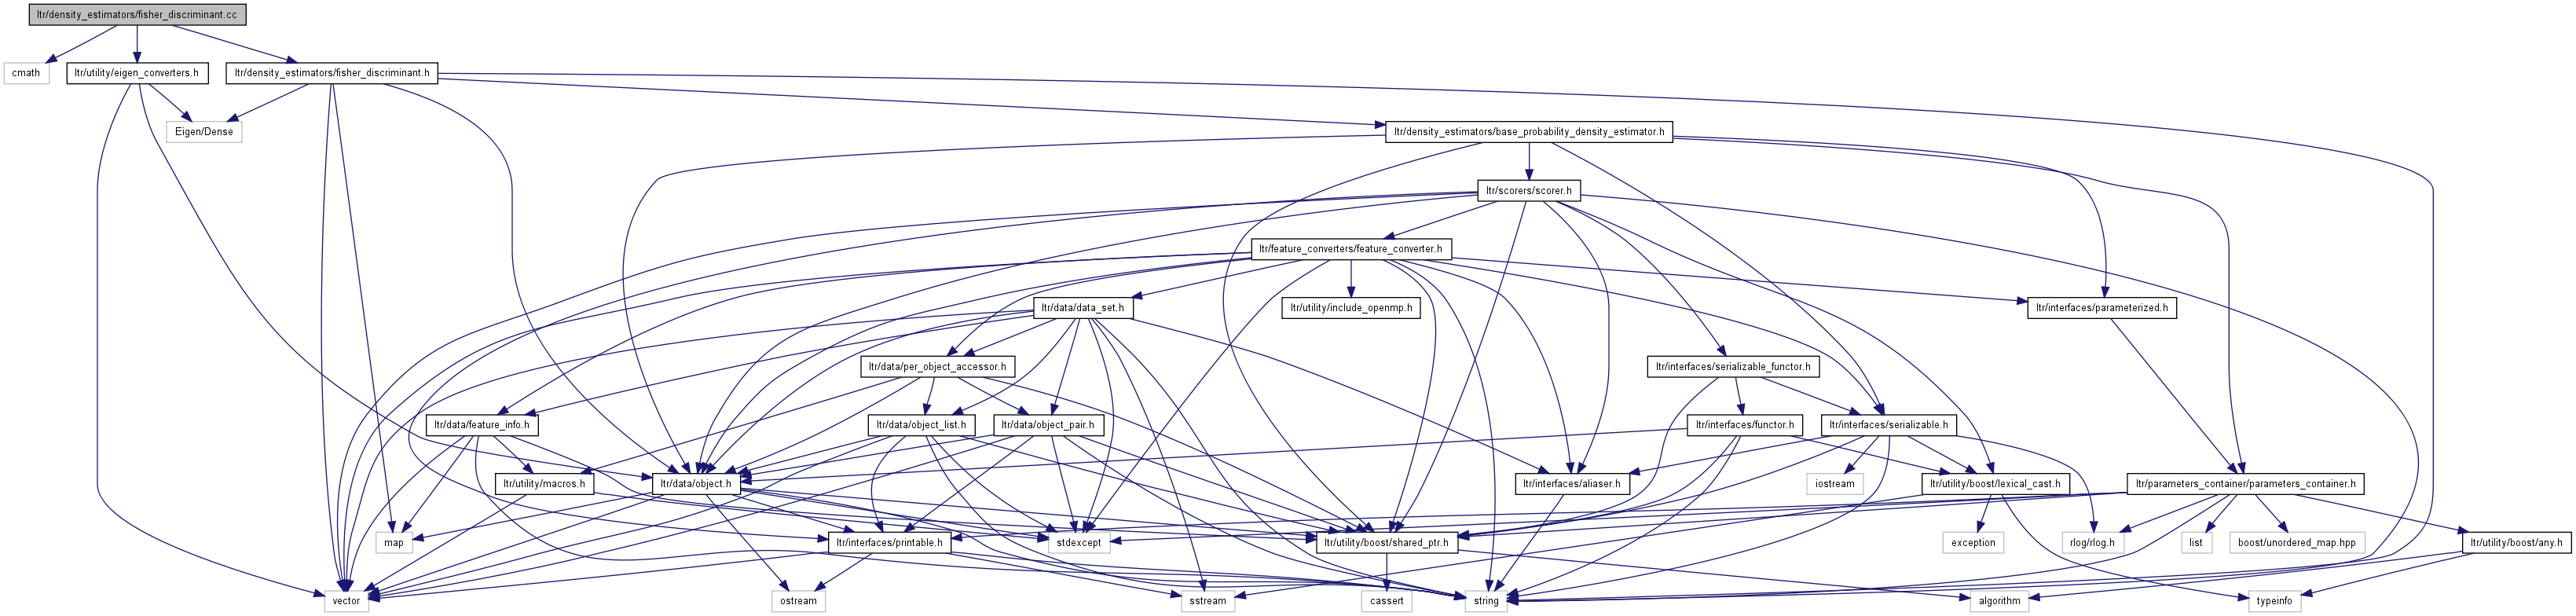 ltr/density_estimators/fisher_discriminant.cc
cmath
ltr/utility/eigen_converters.h
ltr/density_estimators/fisher_discriminant.h
Eigen/Dense
ltr/density_estimators/base_probability_density_estimator.h
ltr/scorers/scorer.h
ltr/feature_converters/feature_converter.h
ltr/data/data_set.h
ltr/utility/include_openmp.h
ltr/interfaces/parameterized.h
ltr/data/per_object_accessor.h
ltr/interfaces/serializable_functor.h
ltr/data/feature_info.h
ltr/data/object_list.h
ltr/data/object_pair.h
ltr/interfaces/functor.h
ltr/interfaces/serializable.h
ltr/utility/macros.h
ltr/data/object.h
ltr/interfaces/aliaser.h
iostream
ltr/utility/boost/lexical_cast.h
ltr/parameters_container/parameters_container.h
map
ltr/interfaces/printable.h
stdexcept
ltr/utility/boost/shared_ptr.h
exception
rlog/rlog.h
list
boost/unordered_map.hpp
ltr/utility/boost/any.h
vector
ostream
sstream
cassert
string
algorithm
typeinfo